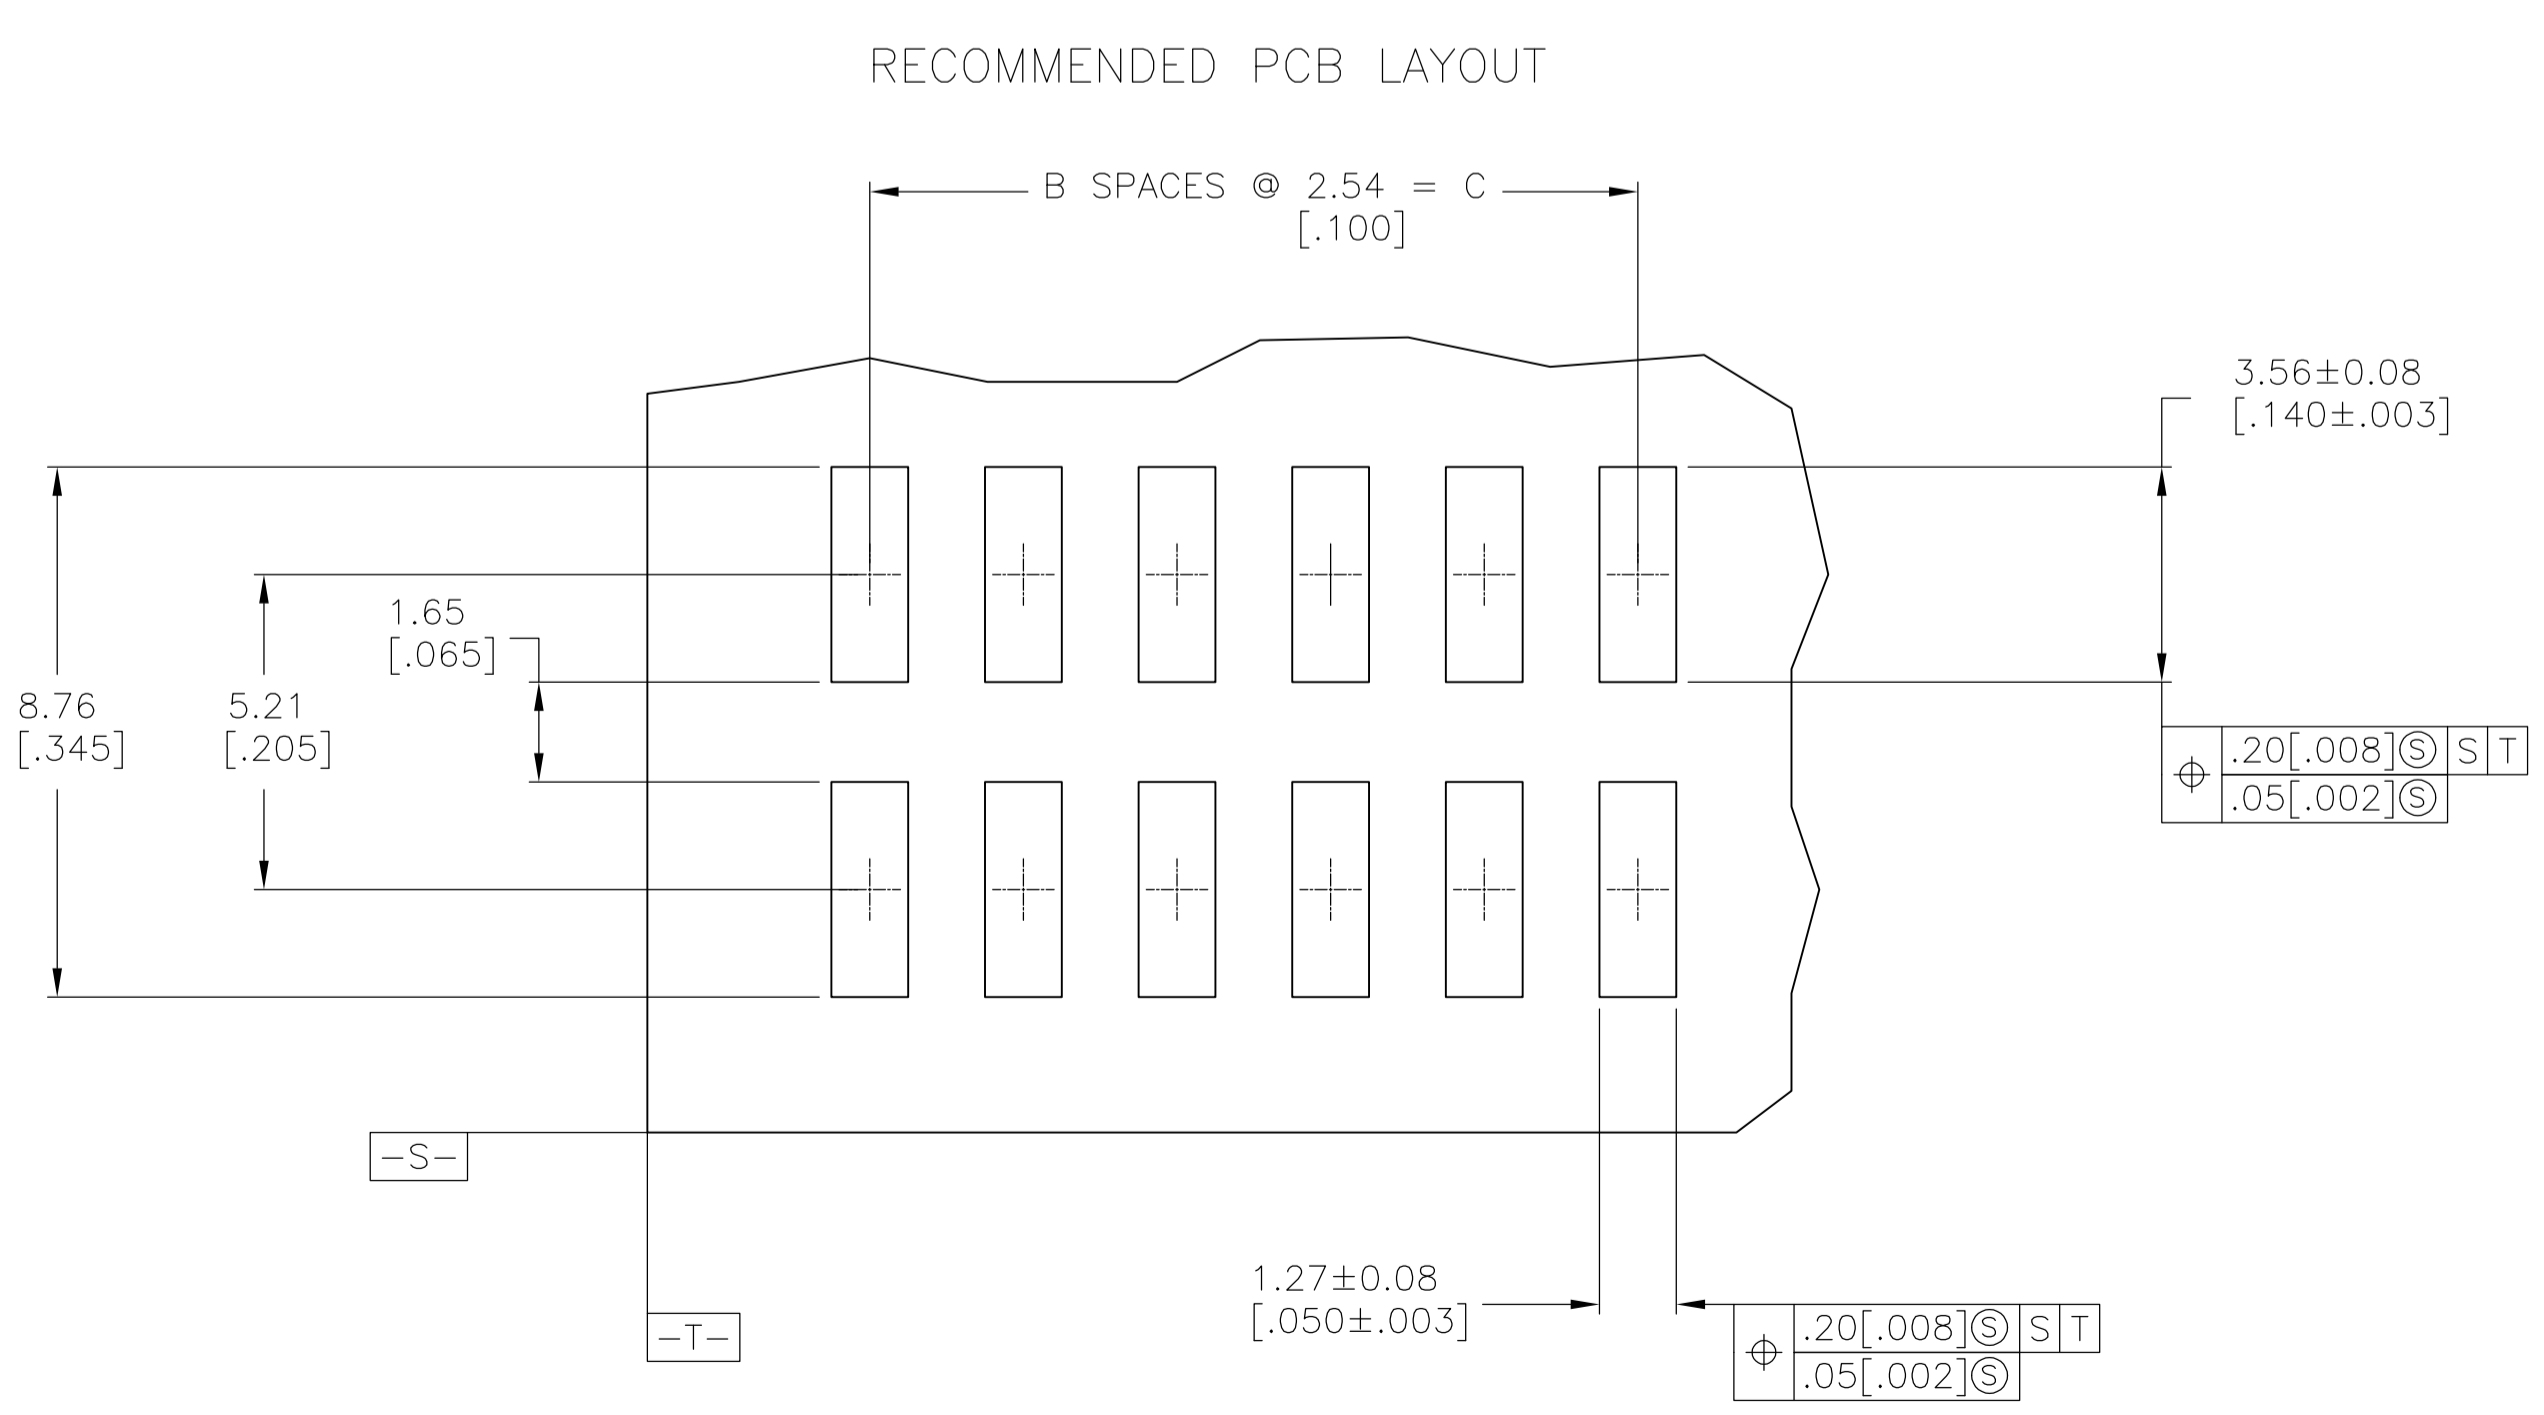 RECOMMENDED PCB LAYOUT
B SPACES @ 2.54 = C
[.100]
3.56±0.08
[.140±.003]
1.65
[.065]
8.76
[.345]
5.21
[.205]
⌖ .20[.008]Ⓢ S T
.05[.002]Ⓢ
-S-
-T-
1.27±0.08
[.050±.003]
⌖ .20[.008]Ⓢ S T
.05[.002]Ⓢ